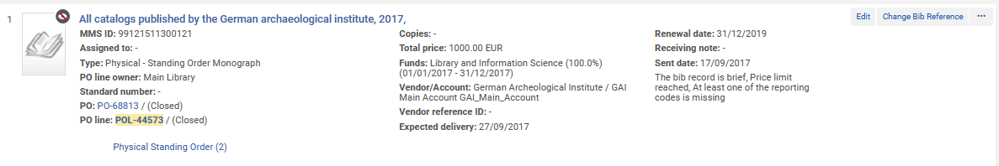 1
All catalogs published by the German archaeological institute, 2017,
Edit
Change Bib Reference
•••
MMS ID: 99121511300121
Assigned to: -
Type: Physical - Standing Order Monograph
PO line owner: Main Library
Standard number: -
PO: PO-68813 / (Closed)
PO line: POL-44573 / (Closed)
Physical Standing Order (2)
Copies: -
Total price: 1000.00 EUR
Funds: Library and Information Science (100.0%)
(01/01/2017 - 31/12/2017)
Vendor/Account: German Archeological Institute / GAI
Main Account GAI_Main_Account
Vendor reference ID: -
Expected delivery: 27/09/2017
Renewal date: 31/12/2019
Receiving note: -
Sent date: 17/09/2017
The bib record is brief, Price limit
reached, At least one of the reporting
codes is missing